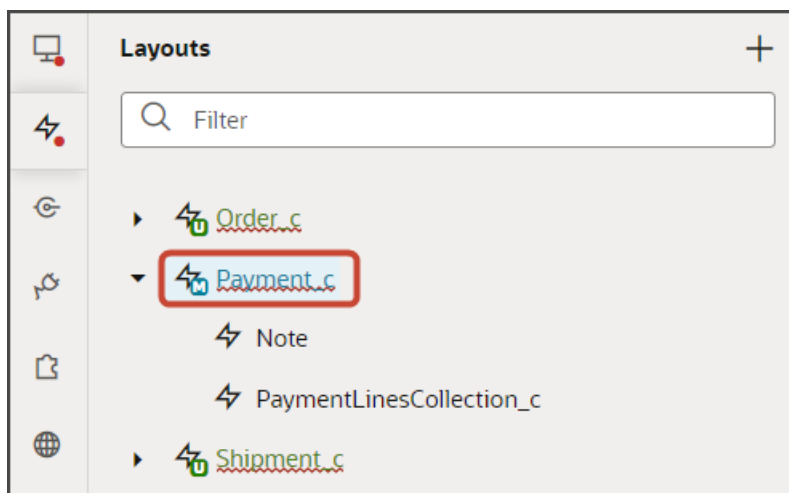 Layouts
Filter
Order_c
Payment_c
Note
PaymentLinesCollection_c
Shipment_c